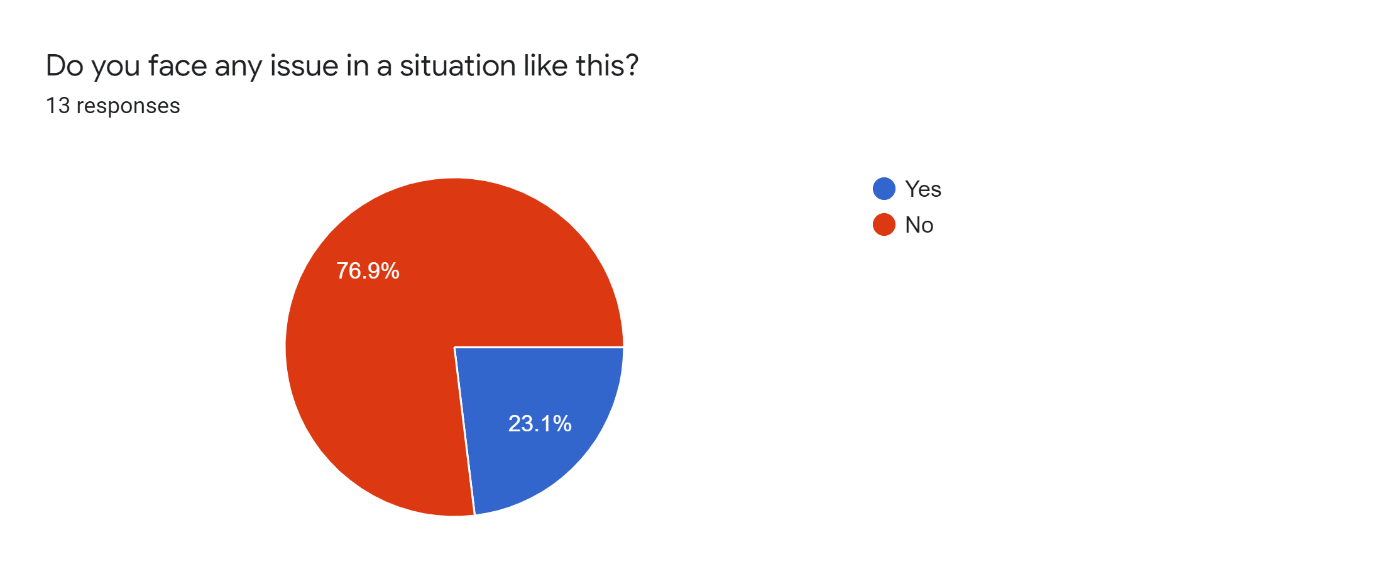 Do you face any issue in a situation like this?
13 responses
Yes
No
76.9%
23.1%